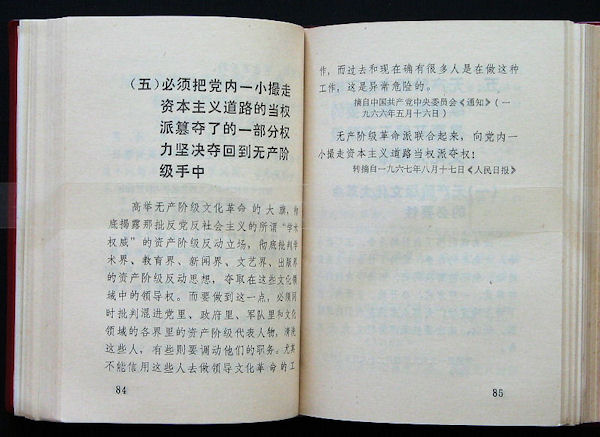 （五）必须把党内一小撮走
资本主义道路的当权
派篡夺了的一部分权
力坚决夺回到无产阶
级手中
高举无产阶级文化革命的大旗，彻
底揭露那批反党反社会主义的所谓“学术
权威”的资产阶级反动立场，彻底批判学
术界、教育界、新闻界、文艺界、出版界
的资产阶级反动思想，夺取在这些文化领
域中的领导权。而要做到这一点，必须同
时批判混进党里、政府里、军队里和文化
领域的各界里的资产阶级代表人物，清洗
这些人，有些则要调动他们的职务。尤其
不能信用这些人去做领导文化革命的工
84
作，而过去和现在确有很多人是在做这种
工作，这是异常危险的。
摘自中国共产党中央委员会《通知》（一
九六六年五月十六日）
无产阶级革命派联合起来，向党内一
小撮走资本主义道路当权派夺权！
转摘自一九六七年八月十七日《人民日报》
85